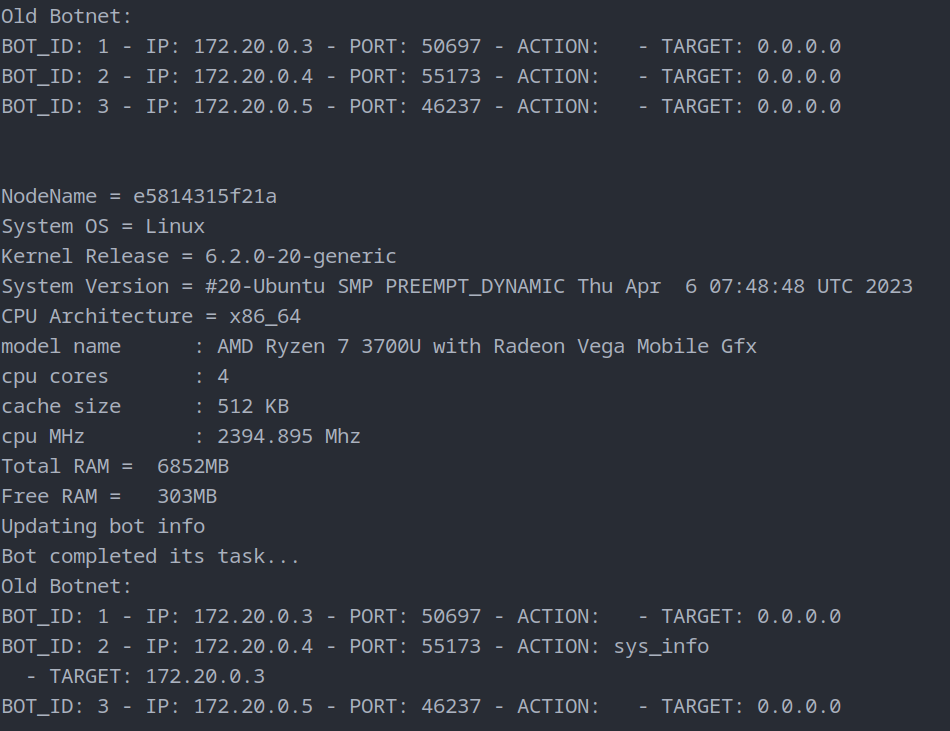 Old Botnet:
BOT_ID: 1 - IP: 172.20.0.3 - PORT: 50697 - ACTION:   - TARGET: 0.0.0.0
BOT_ID: 2 - IP: 172.20.0.4 - PORT: 55173 - ACTION:   - TARGET: 0.0.0.0
BOT_ID: 3 - IP: 172.20.0.5 - PORT: 46237 - ACTION:   - TARGET: 0.0.0.0
NodeName = e5814315f21a
System OS = Linux
Kernel Release = 6.2.0-20-generic
System Version = #20-Ubuntu SMP PREEMPT_DYNAMIC Thu Apr  6 07:48:48 UTC 2023
CPU Architecture = x86_64
model name      : AMD Ryzen 7 3700U with Radeon Vega Mobile Gfx
cpu cores       : 4
cache size      : 512 KB
cpu MHz         : 2394.895 Mhz
Total RAM =  6852MB
Free RAM =   303MB
Updating bot info
Bot completed its task...
Old Botnet:
BOT_ID: 1 - IP: 172.20.0.3 - PORT: 50697 - ACTION:   - TARGET: 0.0.0.0
BOT_ID: 2 - IP: 172.20.0.4 - PORT: 55173 - ACTION: sys_info
  - TARGET: 172.20.0.3
BOT_ID: 3 - IP: 172.20.0.5 - PORT: 46237 - ACTION:   - TARGET: 0.0.0.0